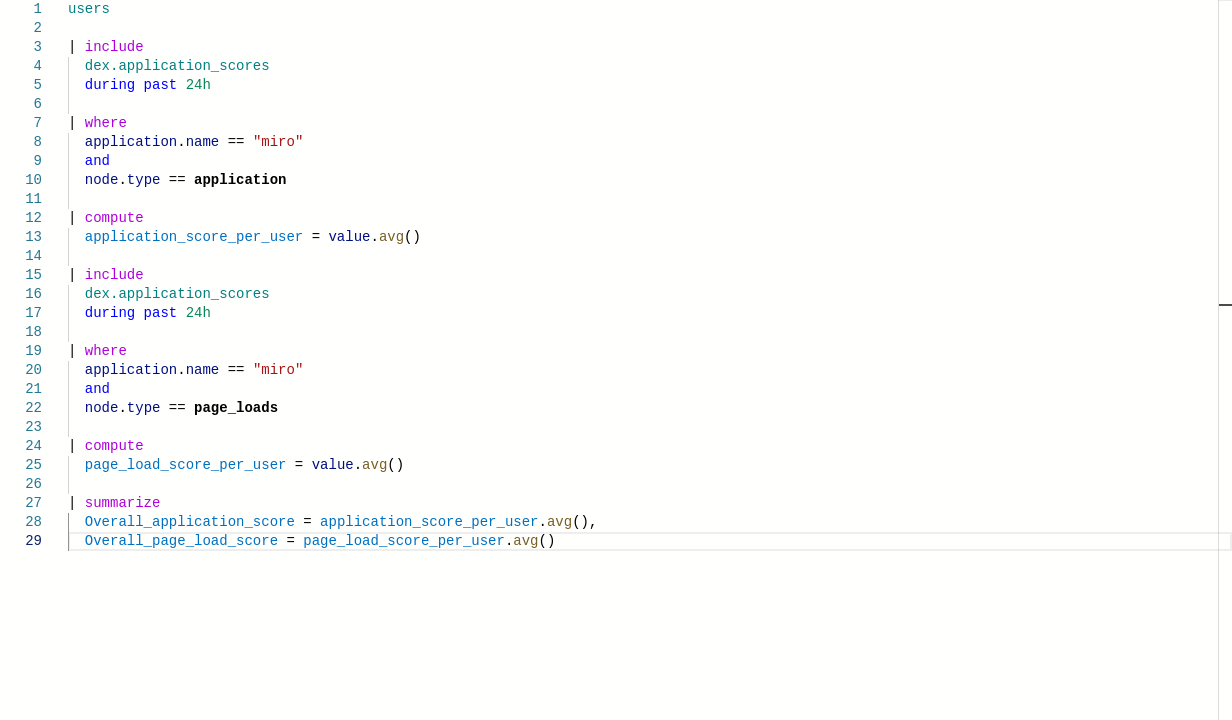 1 users
2
3 | include
4 dex.application_scores
5 during past 24h
6
7 | where
8 application.name == "miro"
9 and
10 node.type == application
11
12 | compute
13 application_score_per_user = value.avg()
14
15 | include
16 dex.application_scores
17 during past 24h
18
19 | where
20 application.name == "miro"
21 and
22 node.type == page_loads
23
24 | compute
25 page_load_score_per_user = value.avg()
26
27 | summarize
28 Overall_application_score = application_score_per_user.avg(),
29 Overall_page_load_score = page_load_score_per_user.avg()